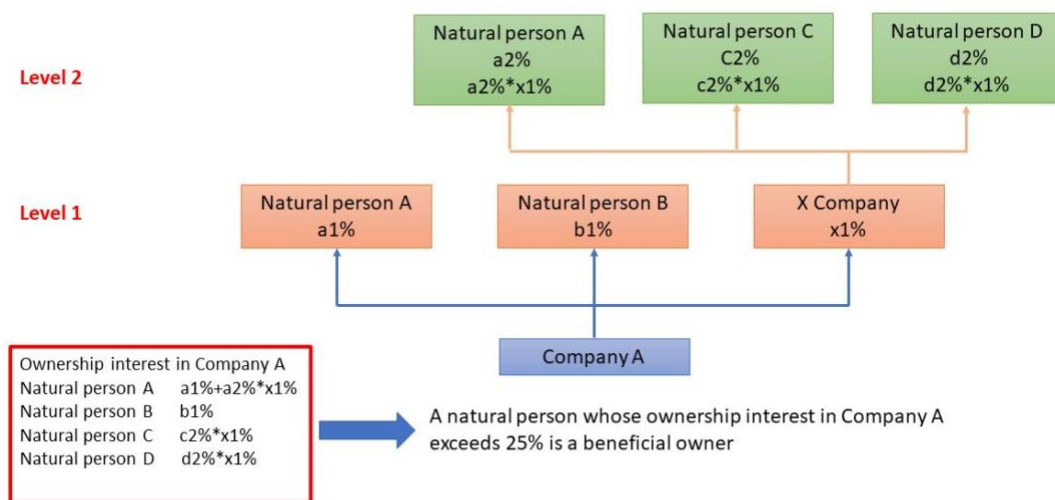 Level 2
Natural person A
a2%
a2%*x1%
Natural person C
C2%
c2%*x1%
Natural person D
d2%
d2%*x1%
Level 1
Natural person A
a1%
Natural person B
b1%
X Company
x1%
Company A
Ownership interest in Company A
Natural person A a1%+a2%*x1%
Natural person B b1%
Natural person C c2%*x1%
Natural person D d2%*x1%
A natural person whose ownership interest in Company A
exceeds 25% is a beneficial owner